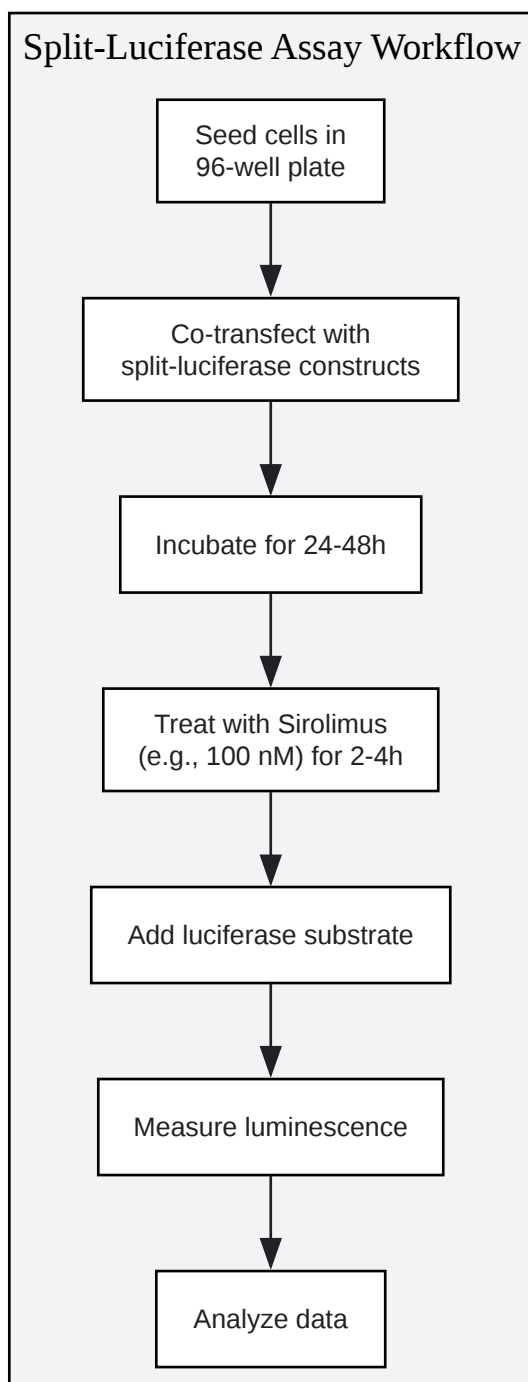 Split-Luciferase Assay Workflow
Seed cells in
96-well plate
Co-transfect with
split-luciferase constructs
Incubate for 24-48h
Treat with Sirolimus
(e.g., 100 nM) for 2-4h
Add luciferase substrate
Measure luminescence
Analyze data